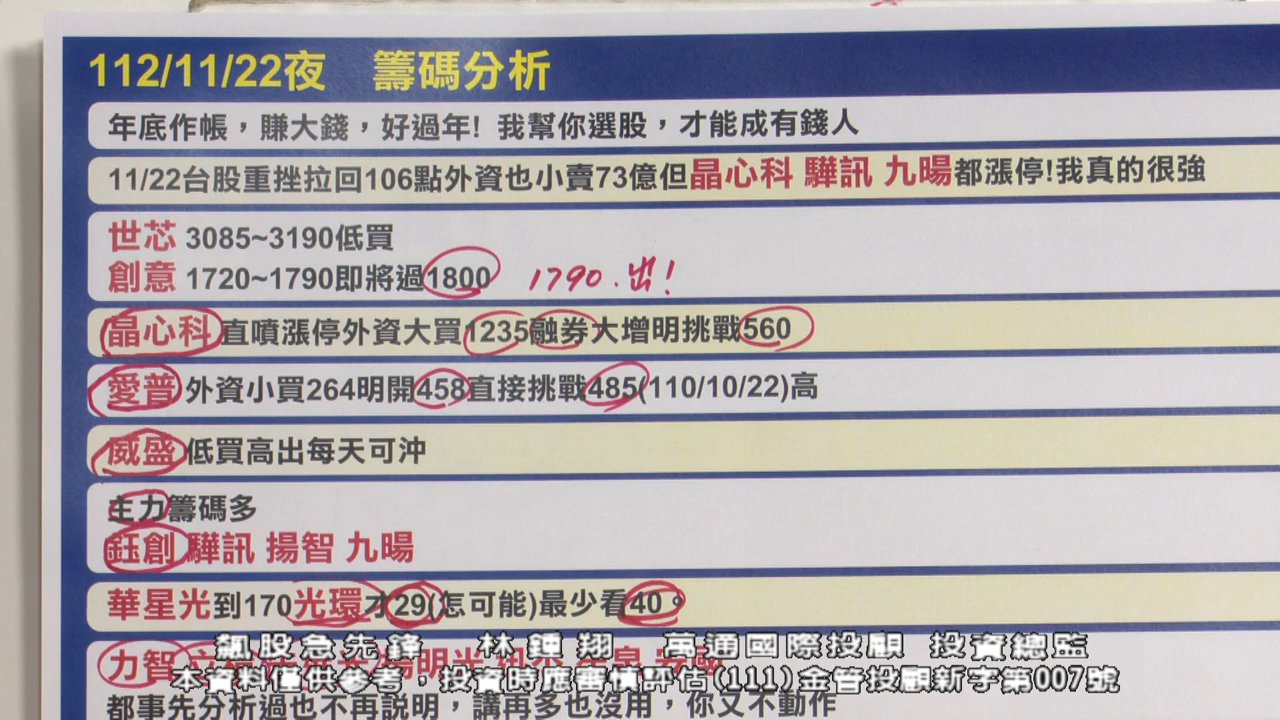 112/11/22夜 籌碼分析
年底作帳，賺大錢，好過年! 我幫你選股，才能成有錢人
11/22台股重挫拉回106點外資也小賣73億但晶心科 驊訊 九暘都漲停!我真的很強
世芯 3085~3190低買
創意 1720~1790即將過1800 1790.出!
晶心科 直噴漲停外資大買1235融券大增明挑戰560
愛普 外資小買264明開458直接挑戰485(110/10/22)高
威盛 低買高出每天可沖
主力籌碼多
鈺創 驊訊 揚智 九暘
華星光到170光環才29(怎可能)最少看40。
力智
飆股急先鋒 林鍾翔 萬通國際投顧 投資總監
本資料僅供參考，投資時應審慎評估(111)金管投顧新字第007號
都事先分析過也不再說明，講再多也沒用，你又不動作